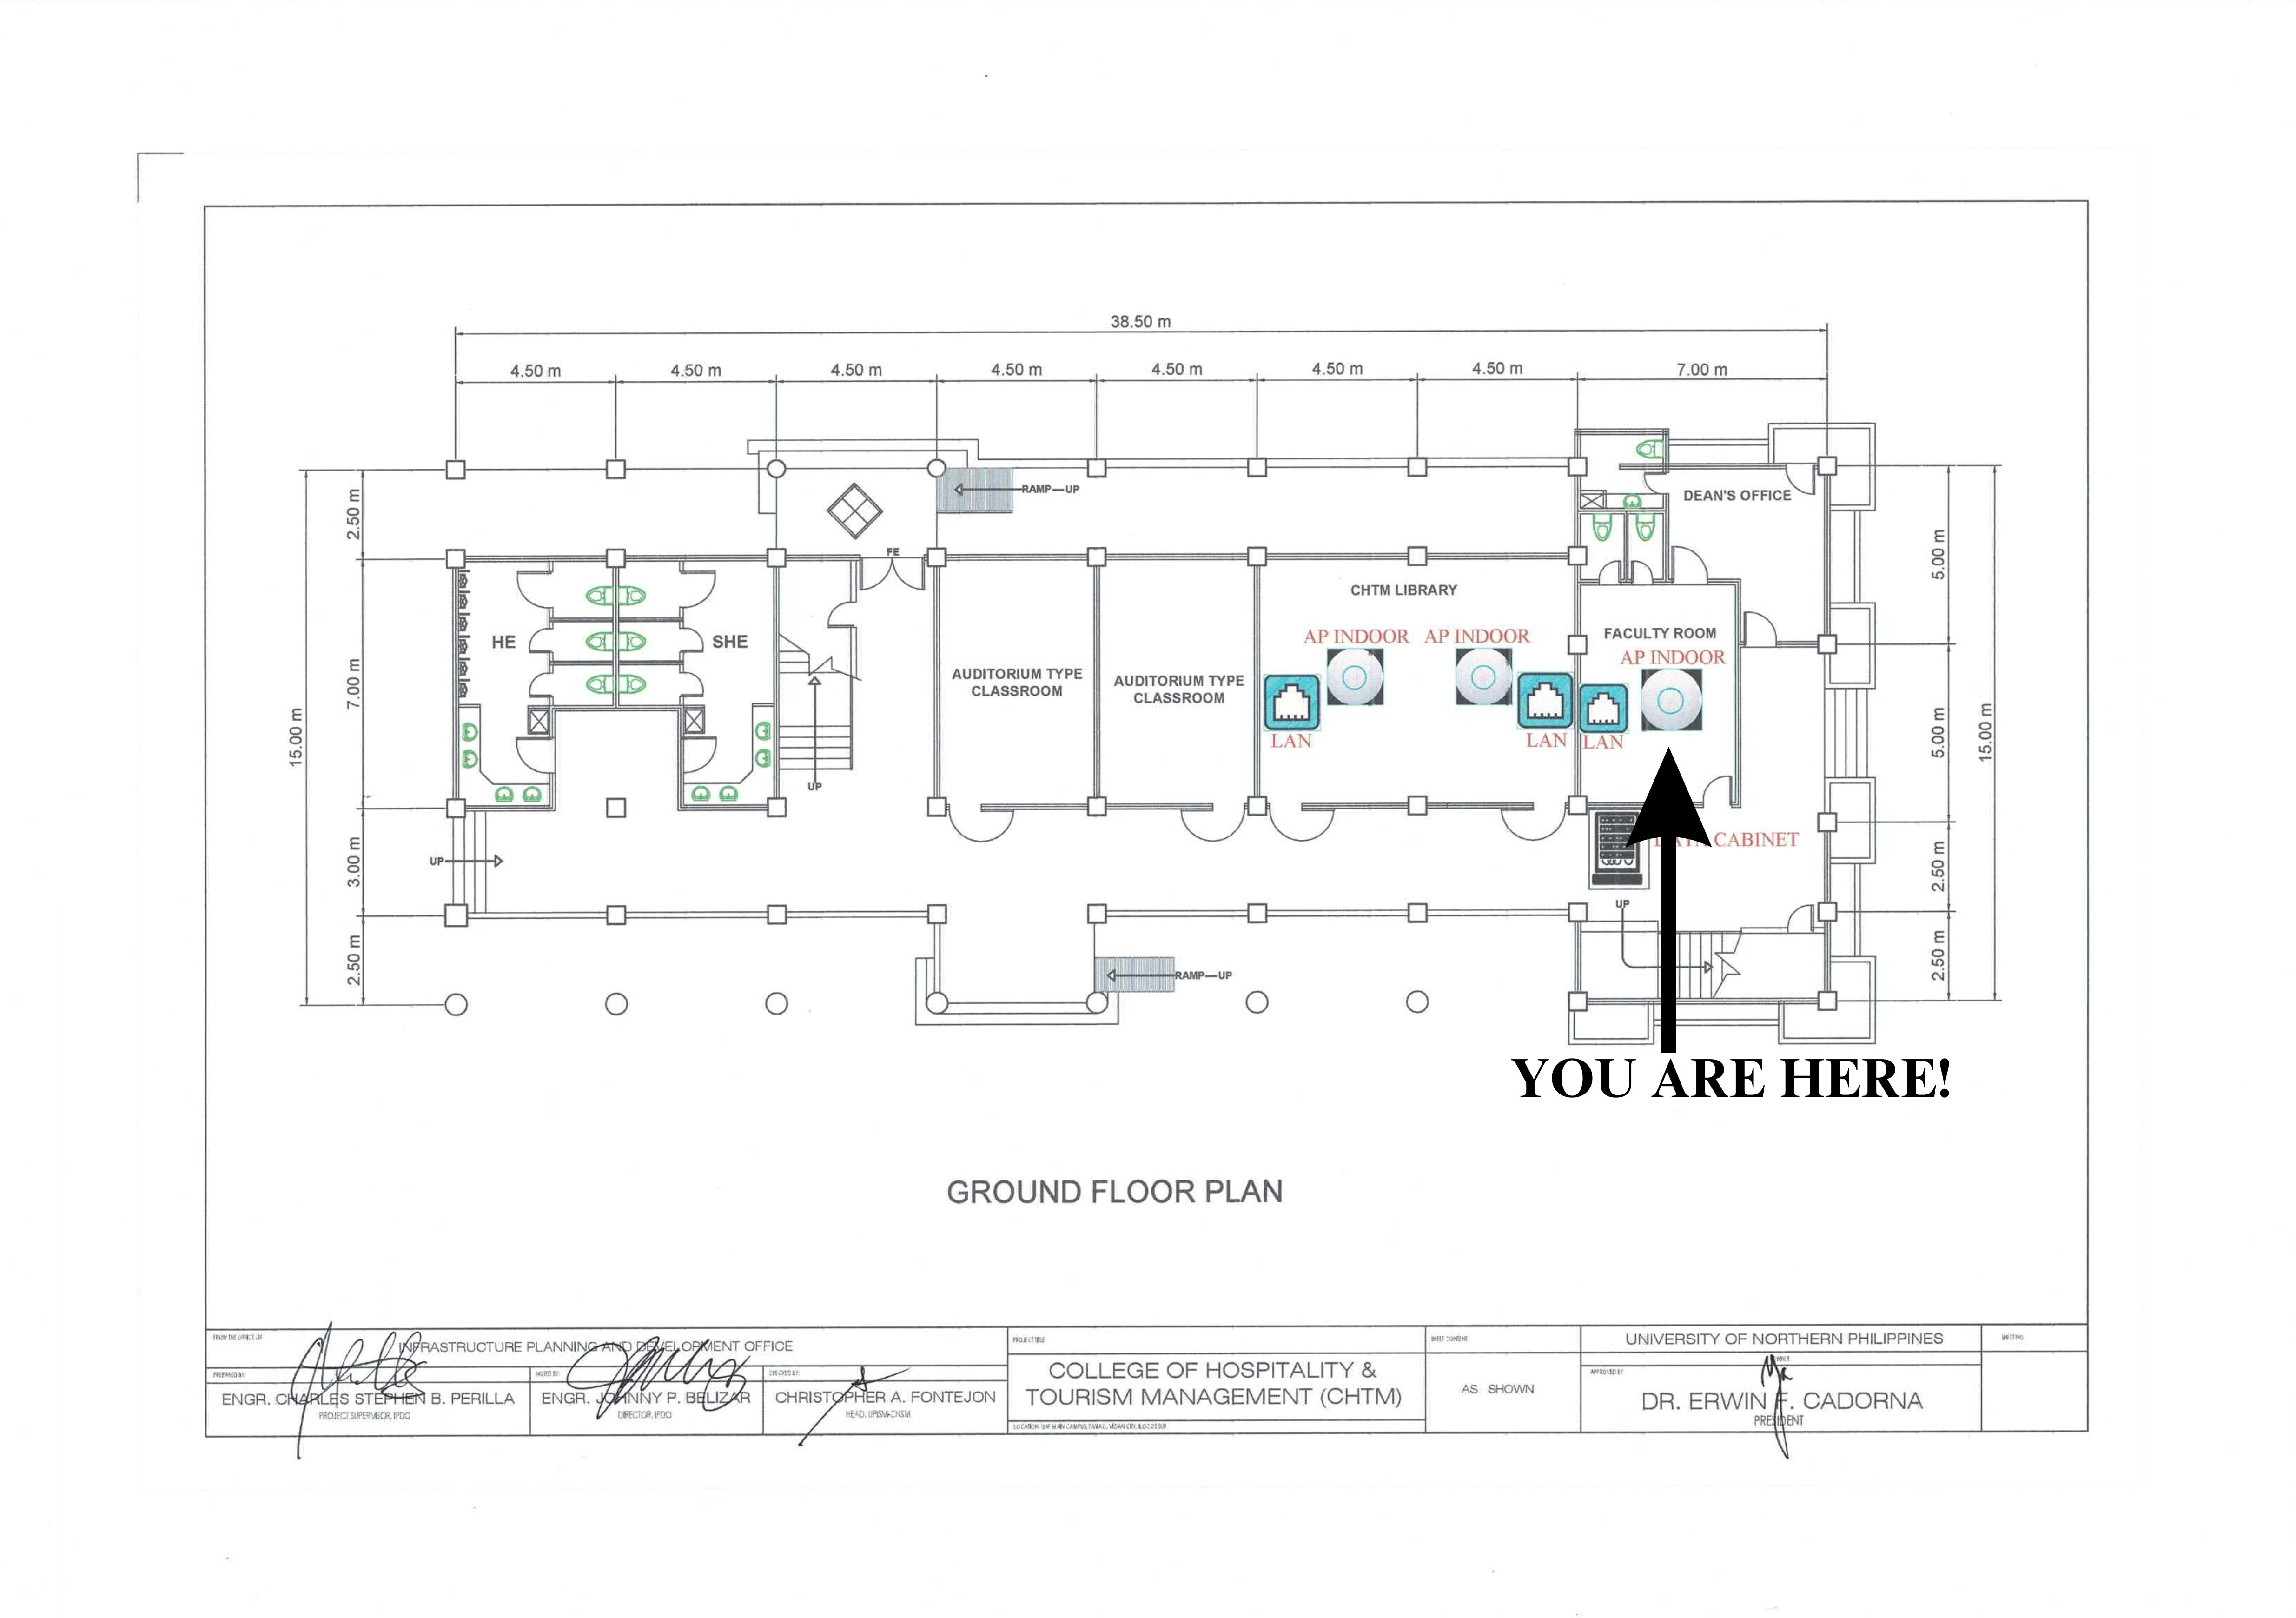 38.50 m
4.50 m 4.50 m 4.50 m 4.50 m 4.50 m 4.50 m 4.50 m 7.00 m
2.50 m
7.00 m
3.00 m
2.50 m
15.00 m
RAMP—UP
FE
HE
SHE
UP
UP
AUDITORIUM TYPE
CLASSROOM
AUDITORIUM TYPE
CLASSROOM
CHTM LIBRARY
AP INDOOR AP INDOOR
LAN
LAN
DEAN'S OFFICE
FACULTY ROOM
AP INDOOR
LAN
CABINET
UP
RAMP—UP
5.00 m
5.00 m
2.50 m
2.50 m
15.00 m
YOU ARE HERE!
GROUND FLOOR PLAN
FROM THE OFFICE OF
INFRASTRUCTURE PLANNING AND DEVELOPMENT OFFICE
PREPARED BY:
ENGR. CHARLES STEPHEN B. PERILLA
PROJECT SUPERVISOR, IPDO
NOTED BY:
ENGR. JOHNNY P. BELIZAR
DIRECTOR, IPDO
CHECKED BY:
CHRISTOPHER A. FONTEJON
PROJECT TITLE
COLLEGE OF HOSPITALITY &
TOURISM MANAGEMENT (CHTM)
LOCATION: UNP MAIN CAMPUS, TAMAG, VIGAN CITY, ILOCOS SUR
SHEET CONTENT
AS SHOWN
UNIVERSITY OF NORTHERN PHILIPPINES
OWNER
APPROVED BY
DR. ERWIN F. CADORNA
PRESIDENT
SHEET NO.